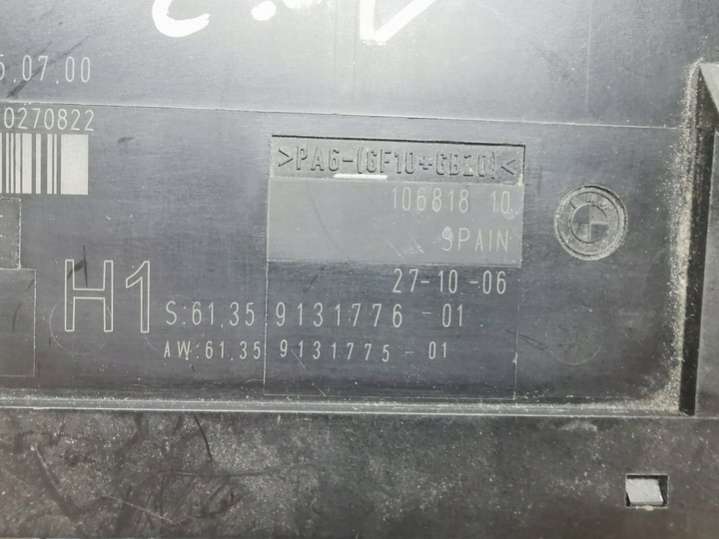 5.07.00
0270822
>PA6-(GF10+GB20)<
106818 10
SPAIN
27-10-06
H1
S:61.35 9131776-01
AW:61.35 9131775-01